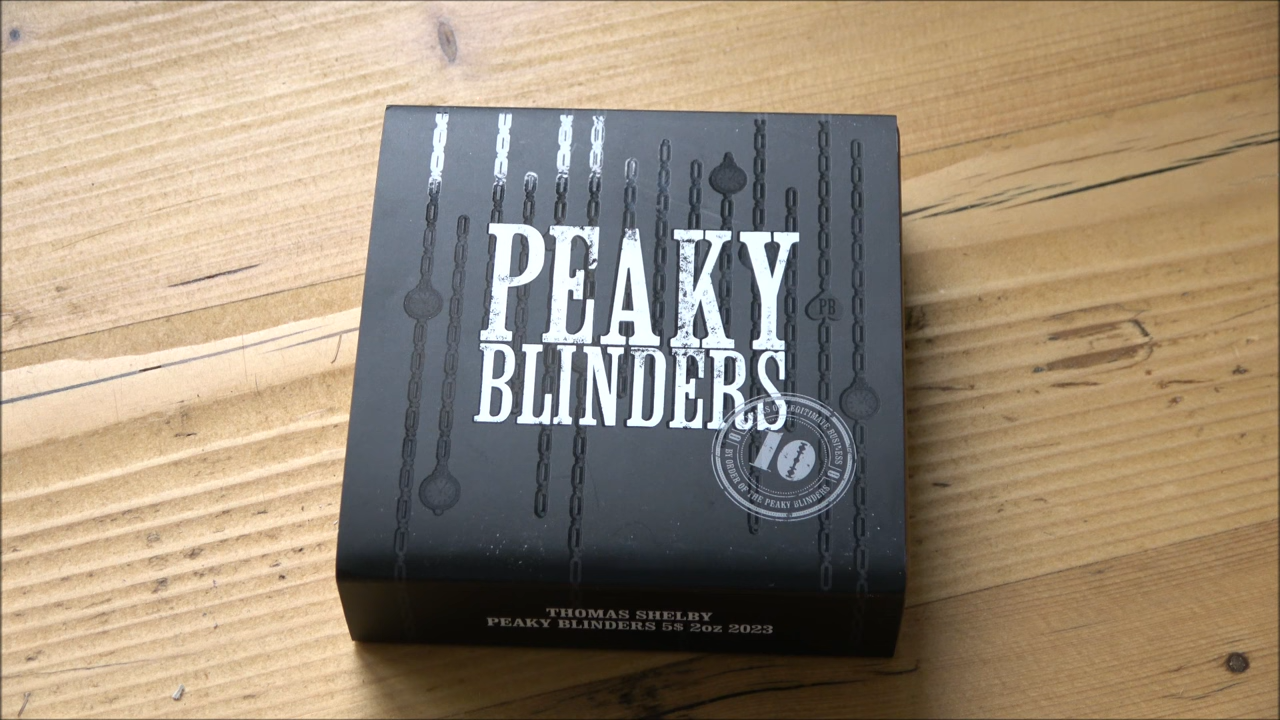 PEAKY
BLINDERS
PB
OF LEGITIMATE BUSINESS
10
BY ORDER OF THE PEAKY BLINDERS
THOMAS SHELBY
PEAKY BLINDERS 5$ 2oz 2023